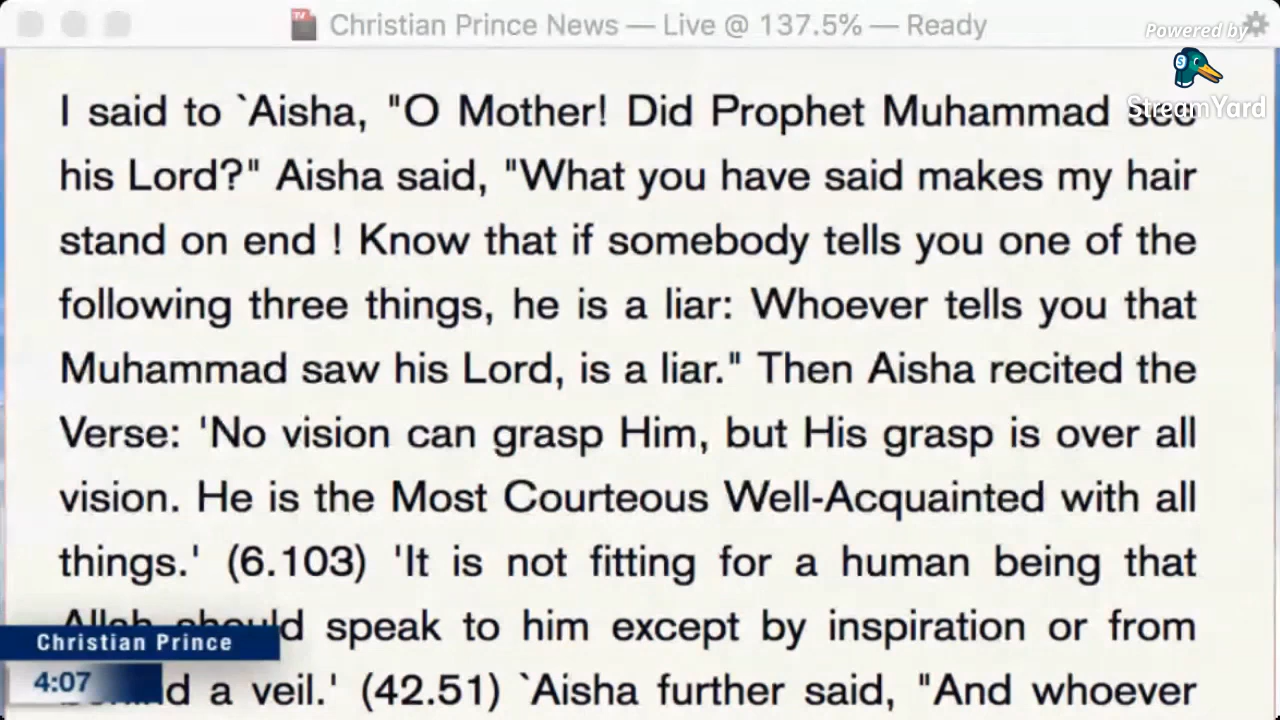 Christian Prince News — Live @ 137.5% — Ready
Powered by
StreamYard
I said to `Aisha, "O Mother! Did Prophet Muhammad see
his Lord?" Aisha said, "What you have said makes my hair
stand on end ! Know that if somebody tells you one of the
following three things, he is a liar: Whoever tells you that
Muhammad saw his Lord, is a liar." Then Aisha recited the
Verse: 'No vision can grasp Him, but His grasp is over all
vision. He is the Most Courteous Well-Acquainted with all
things.' (6.103) 'It is not fitting for a human being that
Allah should speak to him except by inspiration or from
a veil.' (42.51) `Aisha further said, "And whoever
Christian Prince
4:07